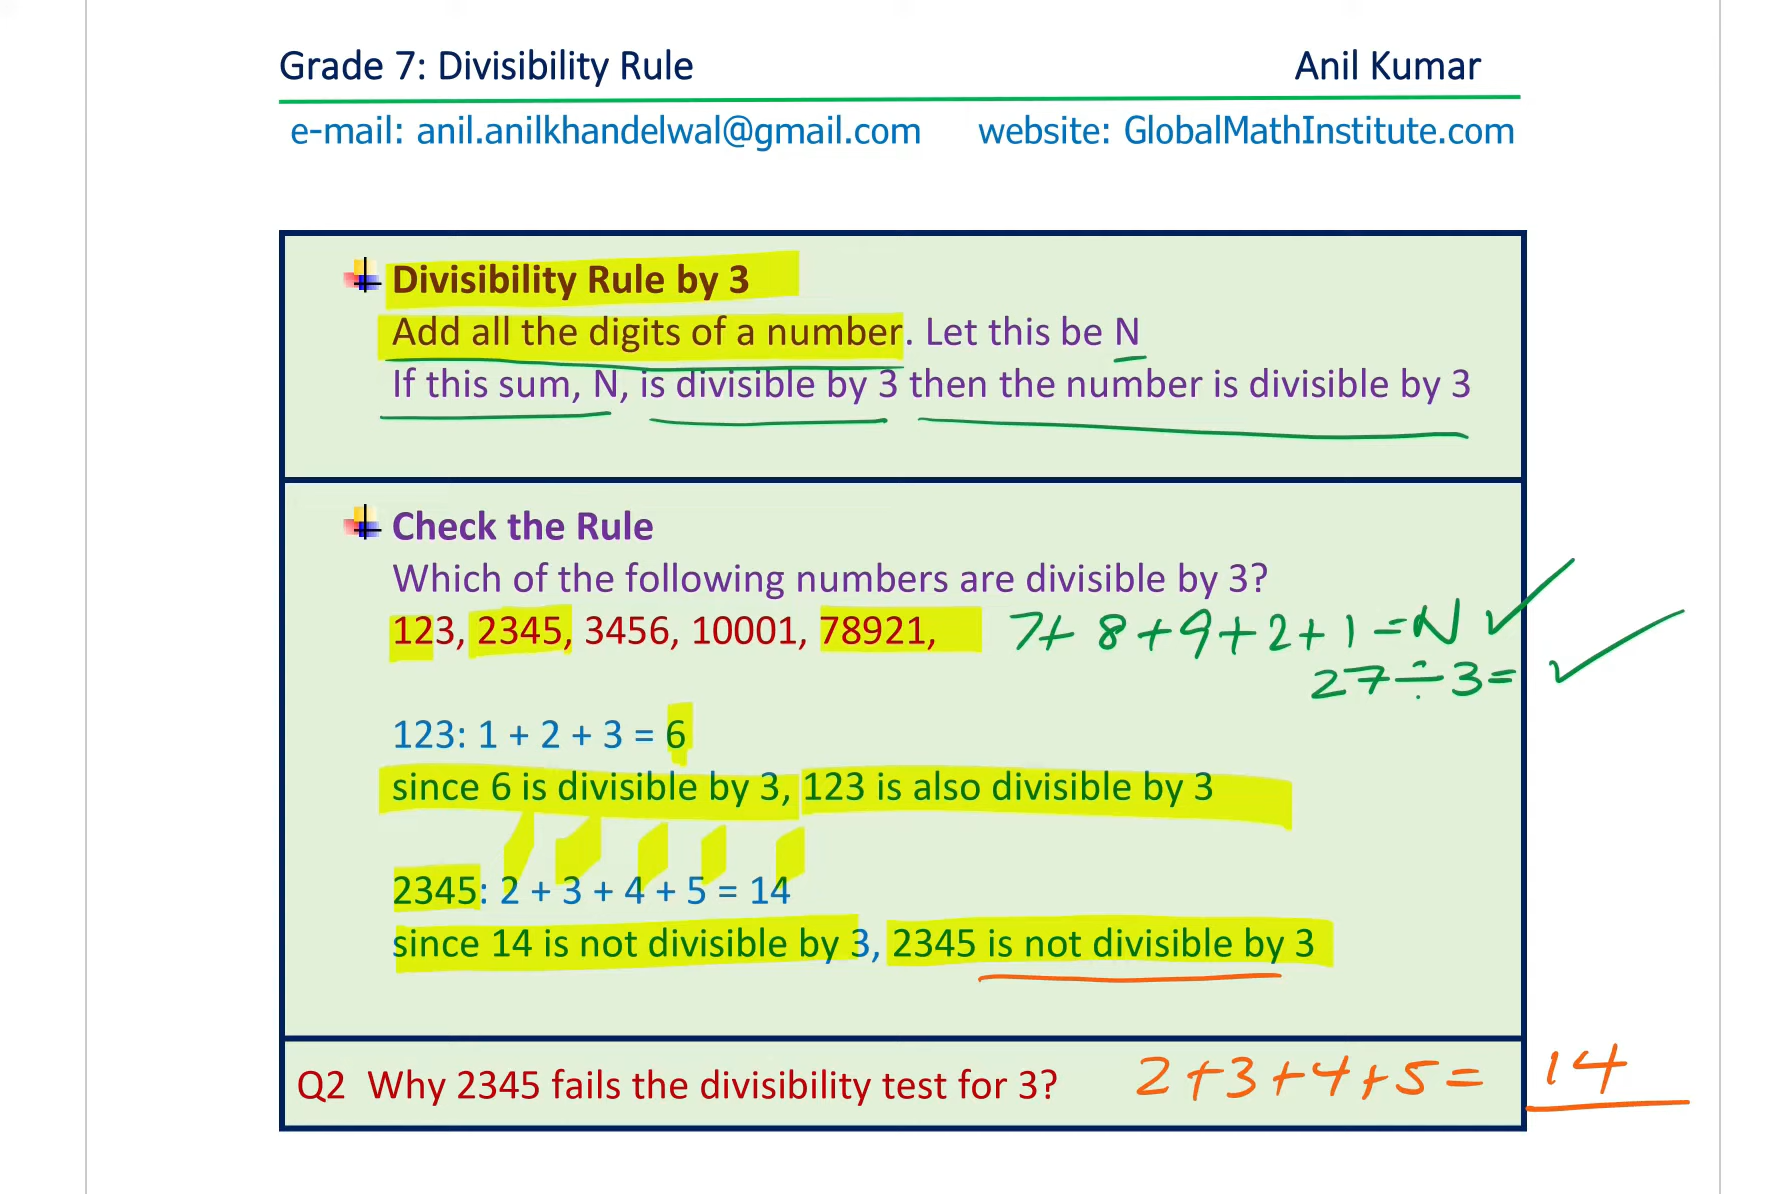 Grade 7: Divisibility Rule Anil Kumar
e-mail: anil.anilkhandelwal@gmail.com website: GlobalMathInstitute.com
Divisibility Rule by 3
Add all the digits of a number. Let this be N
If this sum, N, is divisible by 3 then the number is divisible by 3
Check the Rule
Which of the following numbers are divisible by 3?
123, 2345, 3456, 10001, 78921, 7+ 8+9+2+1=N ✓
27÷3= ✓
123: 1 + 2 + 3 = 6
since 6 is divisible by 3, 123 is also divisible by 3
2345: 2 + 3 + 4 + 5 = 14
since 14 is not divisible by 3, 2345 is not divisible by 3
Q2 Why 2345 fails the divisibility test for 3? 2+3+4+5= 14